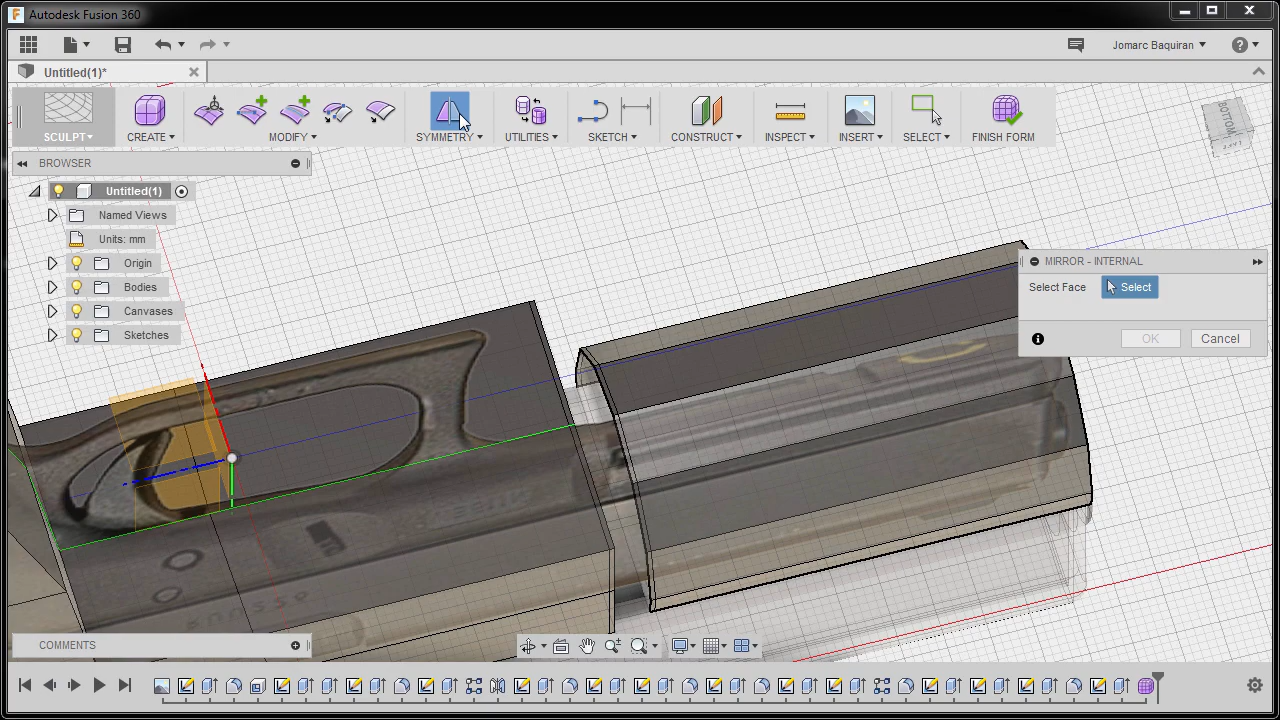 Autodesk Fusion 360
Jomarc Baquiran
Untitled(1)*
SCULPT
CREATE
MODIFY
SYMMETRY
UTILITIES
SKETCH
CONSTRUCT
INSPECT
INSERT
SELECT
FINISH FORM
BOTTOM
BROWSER
Untitled(1)
Named Views
Units: mm
Origin
Bodies
Canvases
Sketches
MIRROR - INTERNAL
Select Face
Select
OK
Cancel
COMMENTS